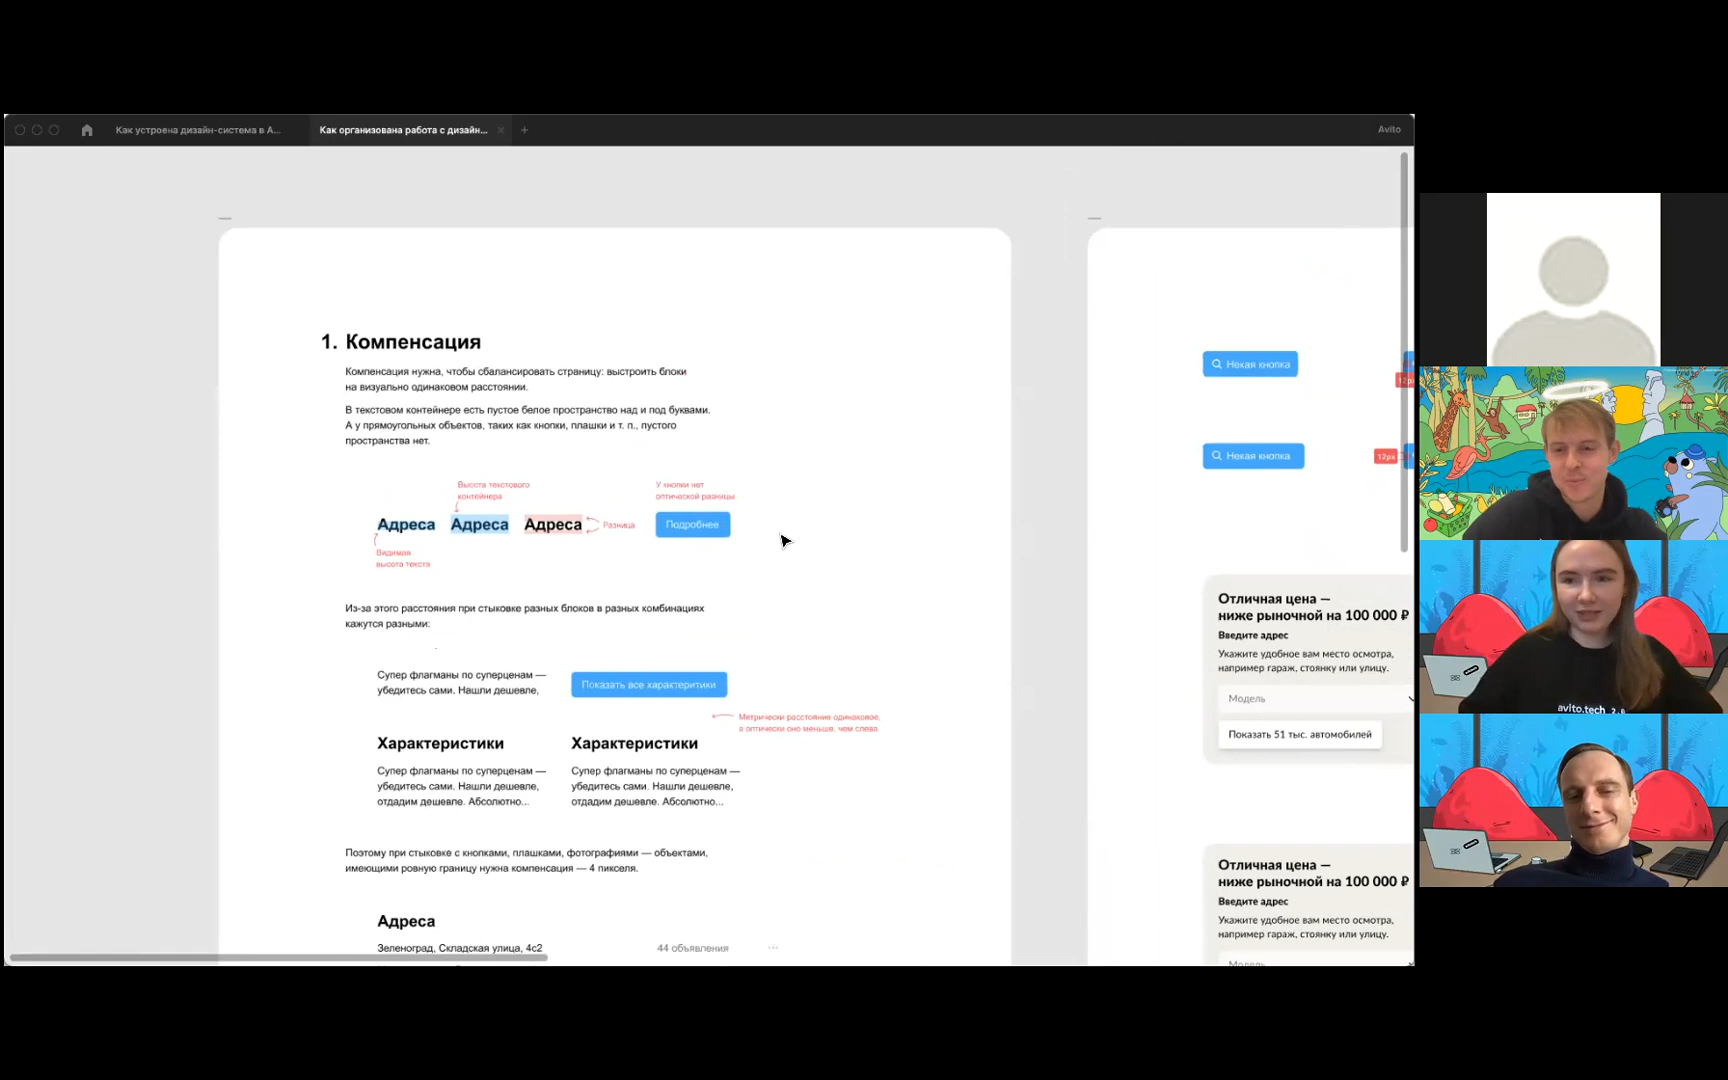 Как устроена дизайн-система в А...
Как организована работа с дизайн...
Avito
1. Компенсация
Компенсация нужна, чтобы сбалансировать страницу: выстроить блоки
на визуально одинаковом расстоянии.
В текстовом контейнере есть пустое белое пространство над и под буквами.
А у прямоугольных объектов, таких как кнопки, плашки и т. п., пустого
пространства нет.
Высота текстового
контейнера
У кнопки нет
оптической разницы
Адреса
Адреса
Адреса
Разница
Подробнее
Видимая
высота текста
Из-за этого расстояния при стыковке разных блоков в разных комбинациях
кажутся разными:
Супер флагманы по суперценам —
убедитесь сами. Нашли дешевле,
Показать все характеритики
Метрически расстояние одинаковое,
а оптически оно меньше, чем слева
Характеристики
Супер флагманы по суперценам —
убедитесь сами. Нашли дешевле,
отдадим дешевле. Абсолютно...
Характеристики
Супер флагманы по суперценам —
убедитесь сами. Нашли дешевле,
отдадим дешевле. Абсолютно...
Поэтому при стыковке с кнопками, плашками, фотографиями — объектами,
имеющими ровную границу нужна компенсация — 4 пикселя.
Адреса
Зеленоград, Складская улица, 4с2
44 объявления
Некая кнопка
12px
Некая кнопка
12px
Отличная цена —
ниже рыночной на 100 000 ₽
Введите адрес
Укажите удобное вам место осмотра,
например гараж, стоянку или улицу.
Модель
Показать 51 тыс. автомобилей
Отличная цена —
ниже рыночной на 100 000 ₽
Введите адрес
Укажите удобное вам место осмотра,
например гараж, стоянку или улицу.
Модель
avito.tech